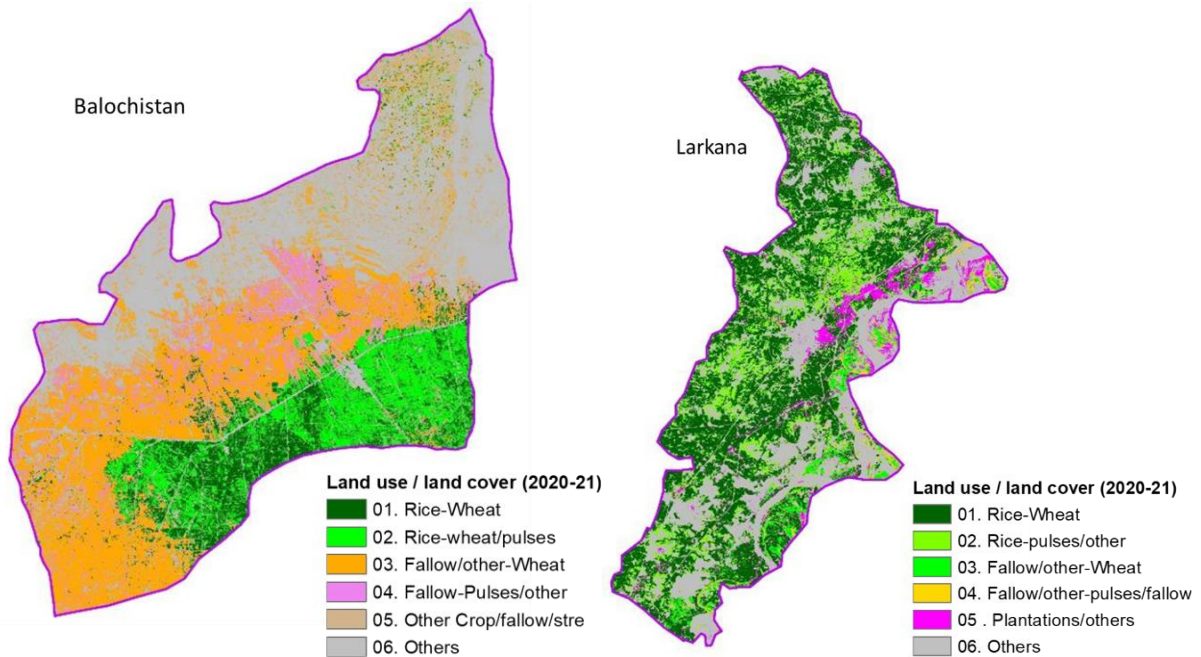 Balochistan
Larkana
Land use / land cover (2020-21)
01. Rice-Wheat
02. Rice-wheat/pulses
03. Fallow/other-Wheat
04. Fallow-Pulses/other
05. Other Crop/fallow/stre
06. Others
Land use / land cover (2020-21)
01. Rice-Wheat
02. Rice-pulses/other
03. Fallow/other-Wheat
04. Fallow/other-pulses/fallow
05 . Plantations/others
06. Others